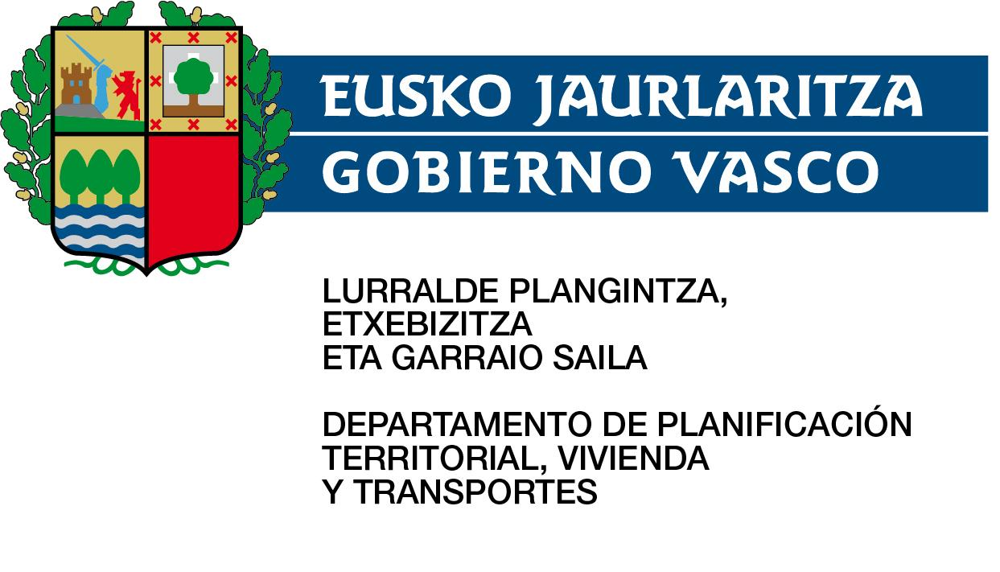 EUSKO JAURLARITZA
GOBIERNO VASCO
LURRALDE PLANGINTZA,
ETXEBIZITZA
ETA GARRAIO SAILA
DEPARTAMENTO DE PLANIFICACIÓN
TERRITORIAL, VIVIENDA
Y TRANSPORTES